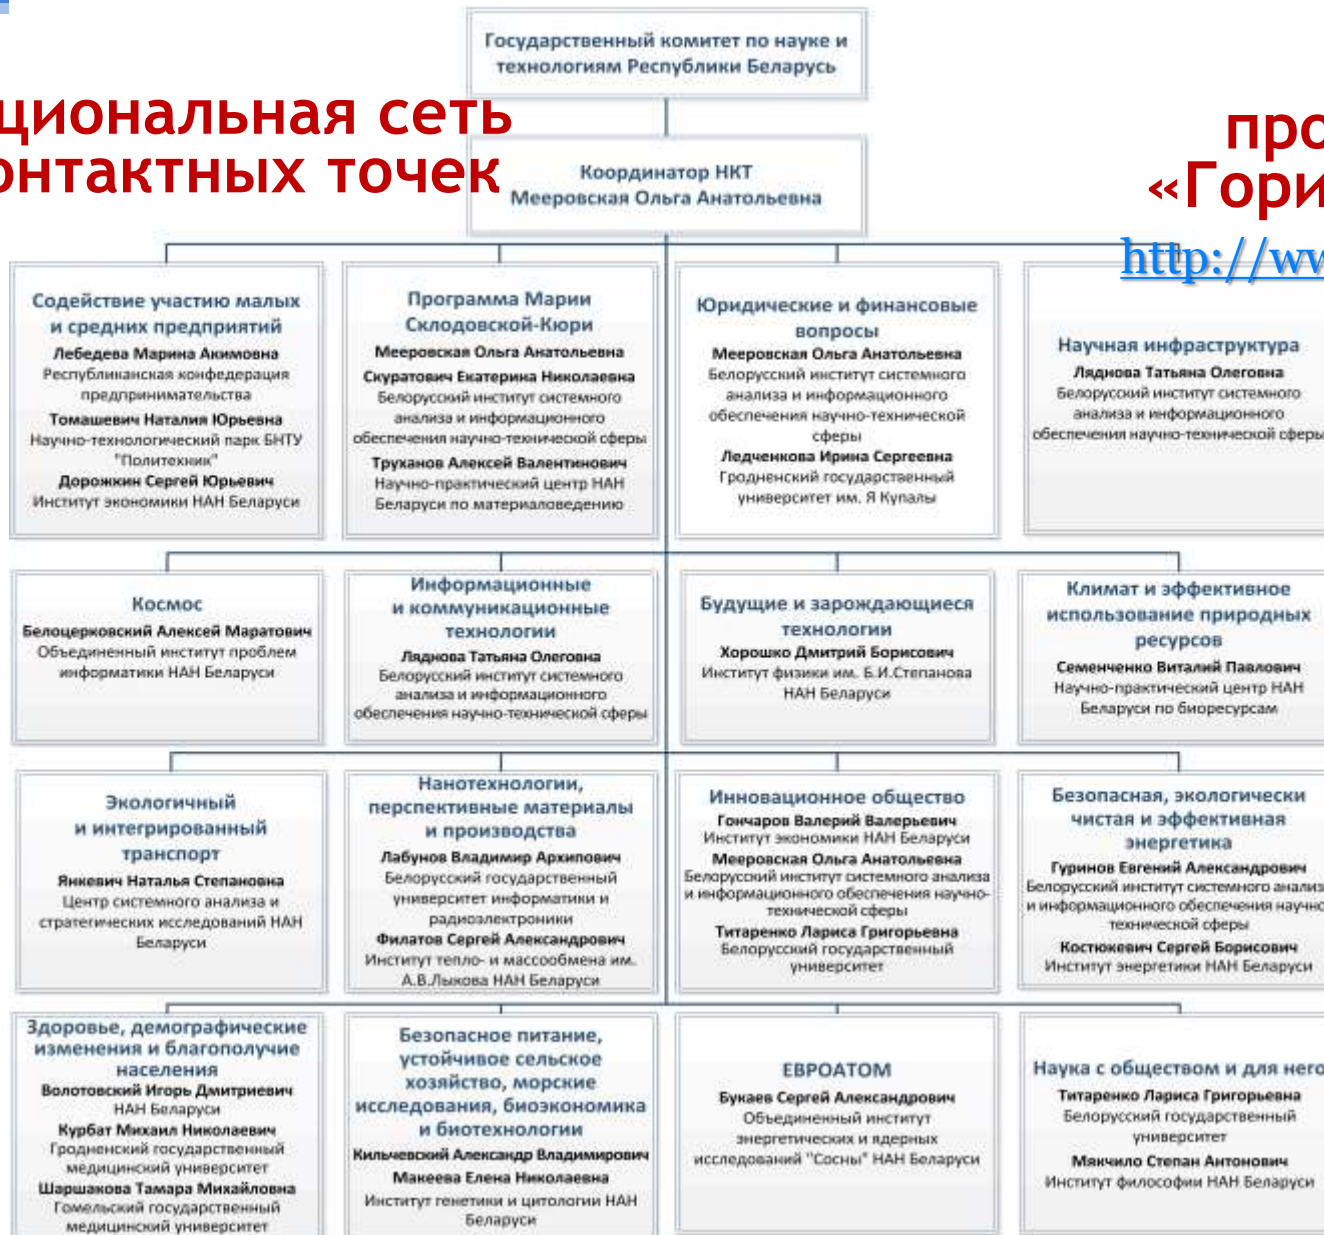 Государственный комитет по науке и
технологиям Республики Беларусь
циональная сеть
онтактных точек
про
«Гори
http://ww
Координатор НКТ
Мееровская Ольга Анатольевна
Содействие участию малых
и средних предприятий
Лебедева Марина Акимовна
Республиканская конфедерация
предпринимательства
Томашевич Наталия Юрьевна
Научно-технологический парк БНТУ
"Политехник"
Дорожкин Сергей Юрьевич
Институт экономики НАН Беларуси
Программа Марии
Склодовской-Кюри
Мееровская Ольга Анатольевна
Скуратович Екатерина Николаевна
Белорусский институт системного
анализа и информационного
обеспечения научно-технической сферы
Труханов Алексей Валентинович
Научно-практический центр НАН
Беларуси по материаловедению
Юридические и финансовые
вопросы
Мееровская Ольга Анатольевна
Белорусский институт системного
анализа и информационного
обеспечения научно-технической
сферы
Ледченкова Ирина Сергеевна
Гродненский государственный
университет им. Я Купалы
Научная инфраструктура
Ляднова Татьяна Олеговна
Белорусский институт системного
анализа и информационного
обеспечения научно-технической сферы
Космос
Белоцерковский Алексей Маратович
Объединенный институт проблем
информатики НАН Беларуси
Информационные
и коммуникационные
технологии
Ляднова Татьяна Олеговна
Белорусский институт системного
анализа и информационного
обеспечения научно-технической сферы
Будущие и зарождающиеся
технологии
Хорошко Дмитрий Борисович
Институт физики им. Б.И.Степанова
НАН Беларуси
Климат и эффективное
использование природных
ресурсов
Семенченко Виталий Павлович
Научно-практический центр НАН
Беларуси по биоресурсам
Экологичный
и интегрированный
транспорт
Янкевич Наталья Степановна
Центр системного анализа и
стратегических исследований НАН
Беларуси
Нанотехнологии,
перспективные материалы
и производства
Лабунов Владимир Архипович
Белорусский государственный
университет информатики и
радиоэлектроники
Филатов Сергей Александрович
Институт тепло- и массообмена им.
А.В.Лыкова НАН Беларуси
Инновационное общество
Гончаров Валерий Валерьевич
Институт экономики НАН Беларуси
Мееровская Ольга Анатольевна
Белорусский институт системного анализа
и информационного обеспечения научно-
технической сферы
Титаренко Лариса Григорьевна
Белорусский государственный
университет
Безопасная, экологически
чистая и эффективная
энергетика
Гуринов Евгений Александрович
Белорусский институт системного анализ
и информационного обеспечения научно
технической сферы
Костюкевич Сергей Борисович
Институт энергетики НАН Беларуси
Здоровье, демографические
изменения и благополучие
населения
Волотовский Игорь Дмитриевич
НАН Беларуси
Курбат Михаил Николаевич
Гродненский государственный
медицинский университет
Шаршакова Тамара Михайловна
Гомельский государственный
медицинский университет
Безопасное питание,
устойчивое сельское
хозяйство, морские
исследования, биоэкономика
и биотехнологии
Кильчевский Александр Владимирович
Макеева Елена Николаевна
Институт генетики и цитологии НАН
Беларуси
ЕВРОАТОМ
Букаев Сергей Александрович
Объединенный институт
энергетических и ядерных
исследований "Сосны" НАН Беларуси
Наука с обществом и для него
Титаренко Лариса Григорьевна
Белорусский государственный
университет
Мякчило Степан Антонович
Институт философии НАН Беларуси